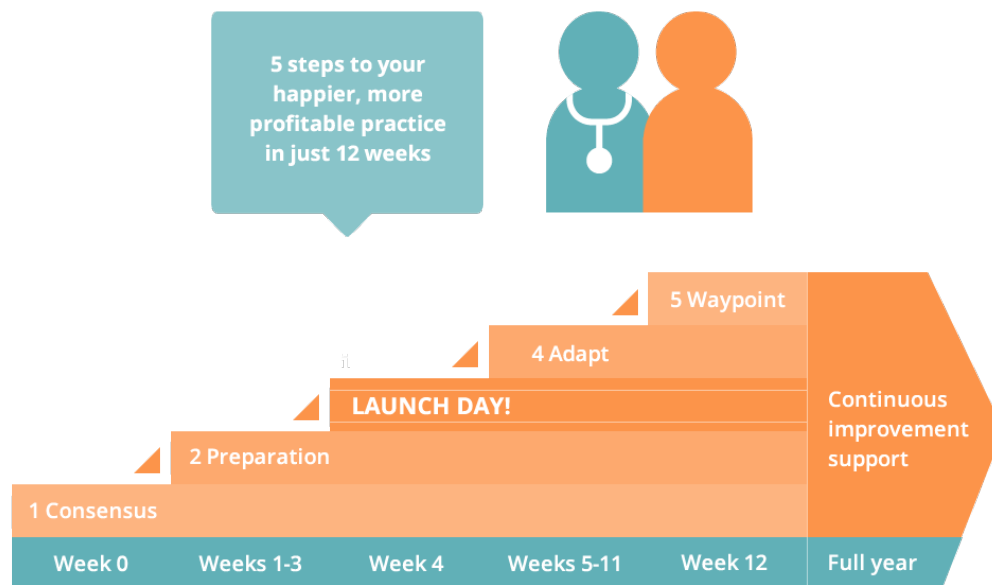 5 steps to your
happier, more
profitable practice
in just 12 weeks
5 Waypoint
4 Adapt
LAUNCH DAY!
2 Preparation
1 Consensus
Continuous
improvement
support
Week 0
Weeks 1-3
Week 4
Weeks 5-11
Week 12
Full year